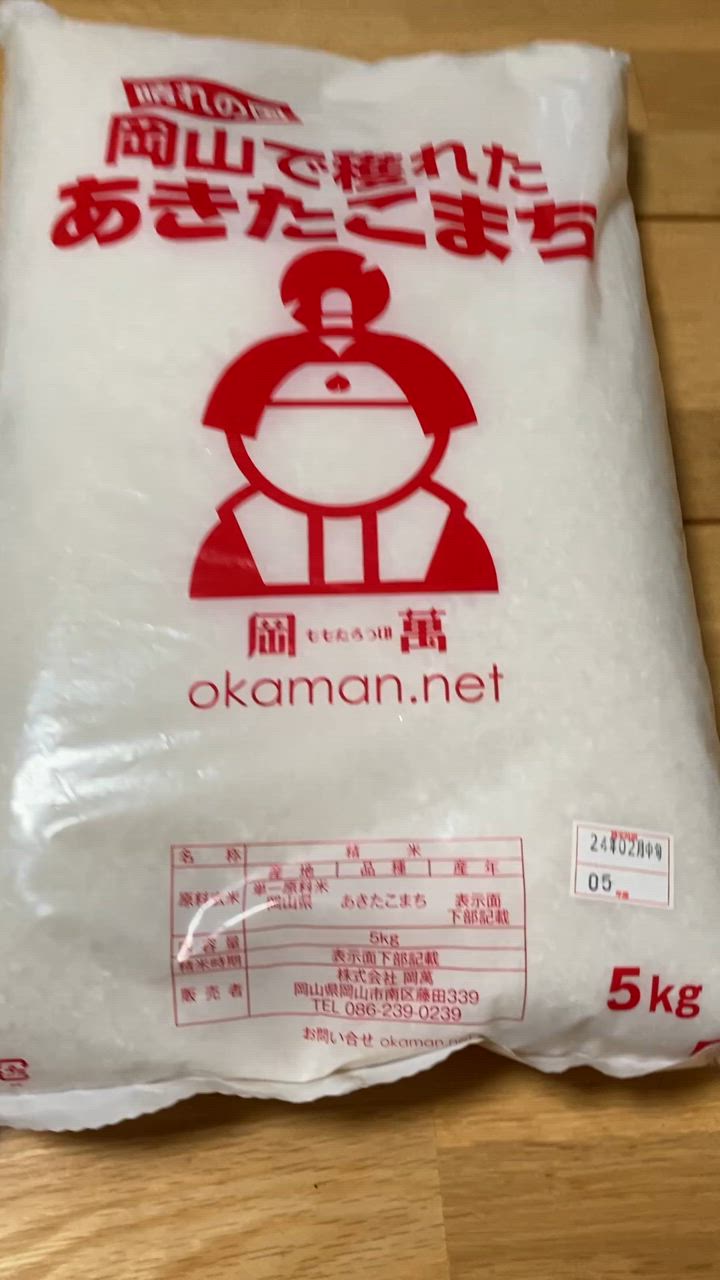 晴れの国
岡山で穫れた
あきたこまち
岡 ももたろう印 萬
okaman.net
名 称 精 米
産 地 品 種 産 年
原料玄米 単一原料米
岡山県 あきたこまち 表示面
下部記載
内容量 5kg
精米時期 表示面下部記載
販 売 者 株式会社 岡萬
岡山県岡山市南区藤田339
TEL 086-239-0239
お問い合せ okaman.net
24年02月中旬
05
5kg